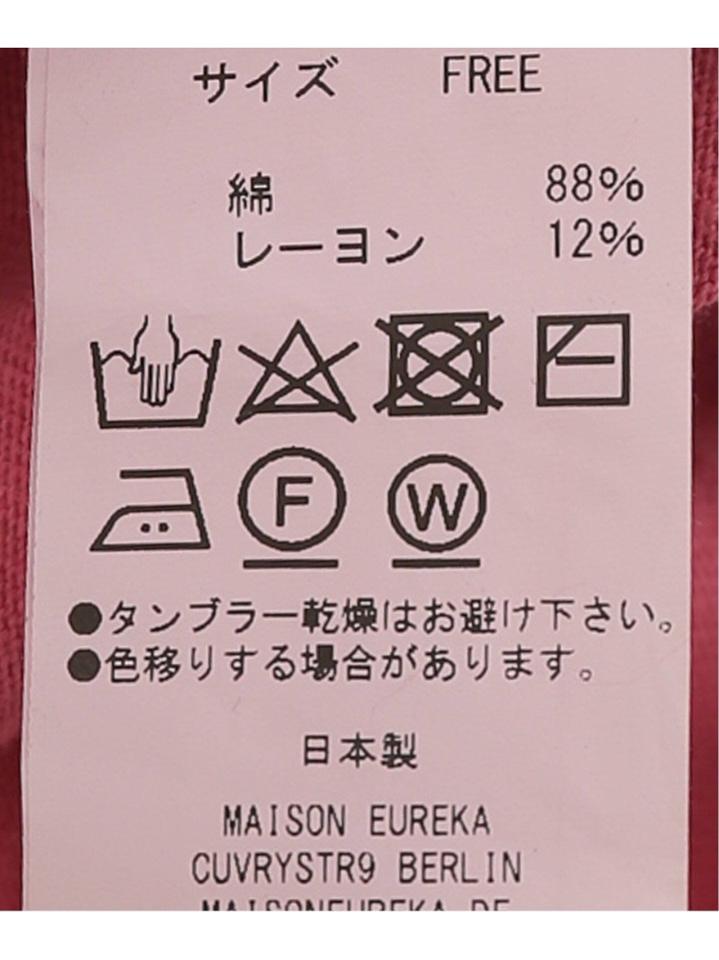 サイズ FREE
綿 88%
レーヨン 12%
F W
●タンブラー乾燥はお避け下さい。
●色移りする場合があります。
日本製
MAISON EUREKA
CUVRYSTR9 BERLIN
MAISONEUREKA.DE